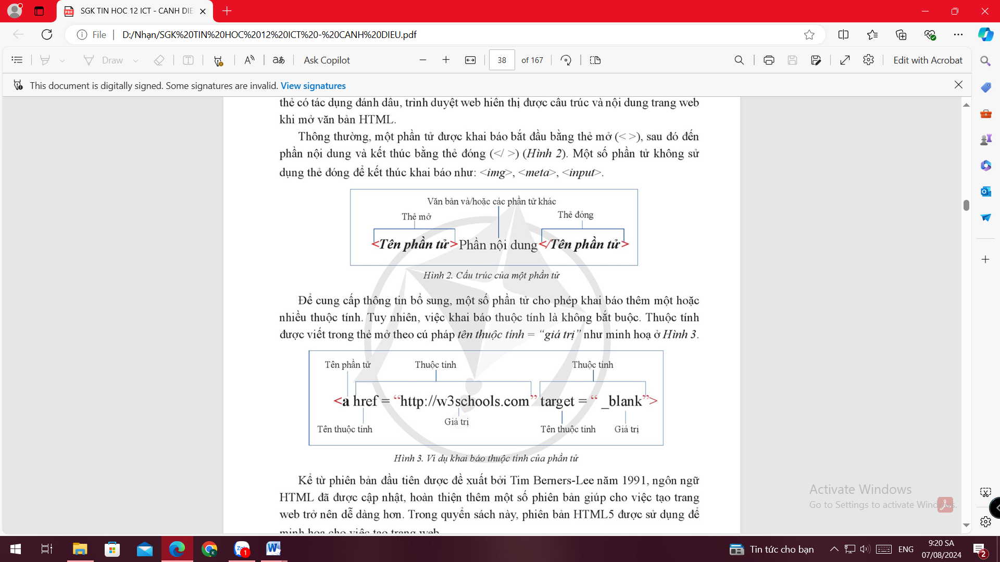 SGK TIN HOC 12 ICT - CANH DIE
File
D:/Nhạn/SGK%20TIN%20HOC%2012%20ICT%20-%20CANH%20DIEU.pdf
Draw
Ask Copilot
38
of 167
Edit with Acrobat
This document is digitally signed. Some signatures are invalid. View signatures
thẻ có tác dụng đánh dấu, trình duyệt web hiển thị được cấu trúc và nội dung trang web
khi mở văn bản HTML.
Thông thường, một phần tử được khai báo bắt đầu bằng thẻ mở (< >), sau đó đến
phần nội dung và kết thúc bằng thẻ đóng (</ >) (Hình 2). Một số phần tử không sử
dụng thẻ đóng để kết thúc khai báo như: <img>, <meta>, <input>.
Văn bản và/hoặc các phần tử khác
Thẻ mở
Thẻ đóng
<Tên phần tử>Phần nội dung</Tên phần tử>
Hình 2. Cấu trúc của một phần tử
Để cung cấp thông tin bổ sung, một số phần tử cho phép khai báo thêm một hoặc
nhiều thuộc tính. Tuy nhiên, việc khai báo thuộc tính là không bắt buộc. Thuộc tính
được viết trong thẻ mở theo cú pháp tên thuộc tính = “giá trị” như minh hoạ ở Hình 3.
Tên phần tử
Thuộc tính
Thuộc tính
<a href = “http://w3schools.com” target = “ _blank”>
Giá trị
Tên thuộc tính
Tên thuộc tính
Giá trị
Hình 3. Ví dụ khai báo thuộc tính của phần tử
Kể từ phiên bản đầu tiên được đề xuất bởi Tim Berners-Lee năm 1991, ngôn ngữ
HTML đã được cập nhật, hoàn thiện thêm một số phiên bản giúp cho việc tạo trang
web trở nên dễ dàng hơn. Trong quyển sách này, phiên bản HTML5 được sử dụng để
minh hoạ cho việc tạo trang web.
Activate Windows
Go to Settings to activate Windows.
Tin tức cho bạn
ENG
9:20 SA
07/08/2024
2